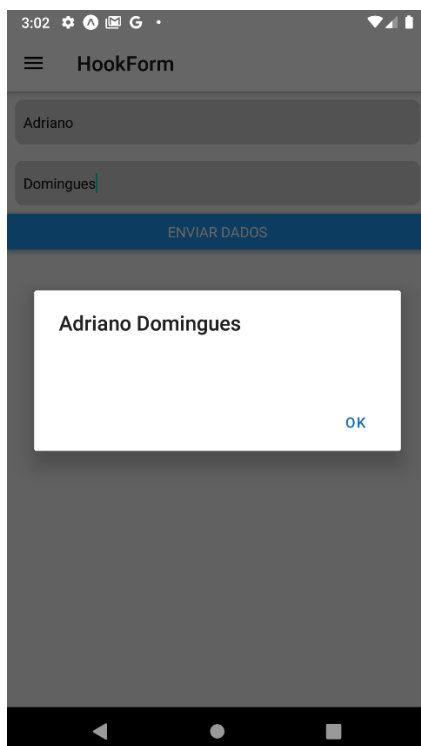 3:02 G
HookForm
Adriano
Domingues
ENVIAR DADOS
Adriano Domingues
OK